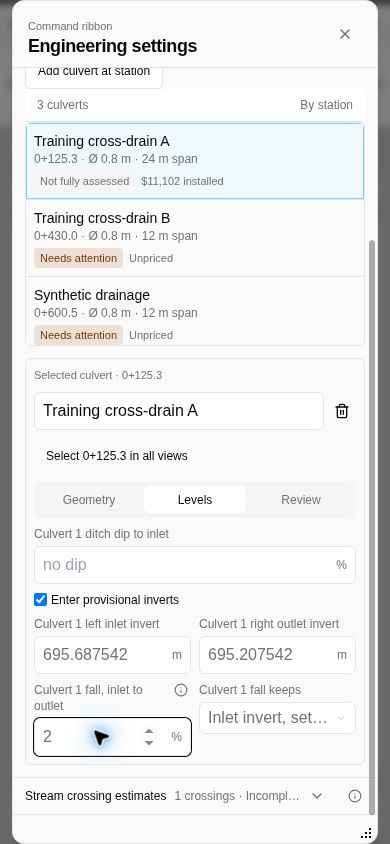 Command ribbon
Engineering settings
Add culvert at station
3 culverts By station
Training cross-drain A
0+125.3 · Ø 0.8 m · 24 m span
Not fully assessed $11,102 installed
Training cross-drain B
0+430.0 · Ø 0.8 m · 12 m span
Needs attention Unpriced
Synthetic drainage
0+600.5 · Ø 0.8 m · 12 m span
Needs attention Unpriced
Selected culvert · 0+125.3
Training cross-drain A
Select 0+125.3 in all views
Geometry Levels Review
Culvert 1 ditch dip to inlet
no dip %
Enter provisional inverts
Culvert 1 left inlet invert Culvert 1 right outlet invert
695.687542 m 695.207542 m
Culvert 1 fall, inlet to outlet
Culvert 1 fall keeps
2 %
Inlet invert, set…
Stream crossing estimates 1 crossings · Incompl…